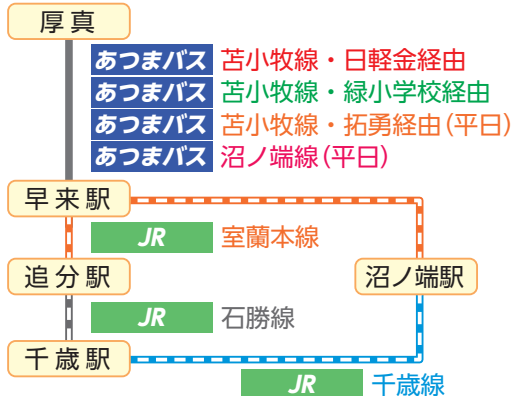 厚真
あつまバス 苫小牧線・日軽金経由
あつまバス 苫小牧線・緑小学校経由
あつまバス 苫小牧線・拓勇経由(平日)
あつまバス 沼ノ端線(平日)
早来駅
JR 室蘭本線
追分駅 沼ノ端駅
JR 石勝線
千歳駅
JR 千歳線